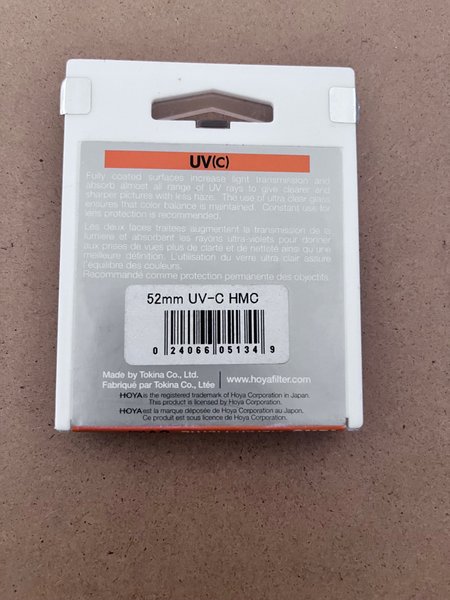 UV(C)
Fully coated surfaces increase light transmission and
absorb almost all range of UV rays to give clearer and
sharper pictures with less haze. The use of ultra clear glass
ensures that color balance is maintained. Constant use for
lens protection is recommended.
Les deux faces traitées augmentent la transmission de la
lumière et absorbent les rayons ultra-violets pour donner
aux prises de vues plus de clarté et de netteté ainsi qu une
meilleure définition. L'utilisation du verre ultra clair assure
l'equilibre des couleurs.
Recommandé comme protection permanente des objectifs.
52mm UV-C HMC
0 24066 05134 9
Made by Tokina Co., Ltd.
Fabriqué par Tokina Co., Ltée
www.hoyafilter.com
HOYA is the registered trademark of Hoya Corporation in Japan.
This product is licensed by Hoya Corporation.
HOYA est la marque déposée de Hoya Corporation au Japon.
Ce produit est sous licence de Hoya Corporation.